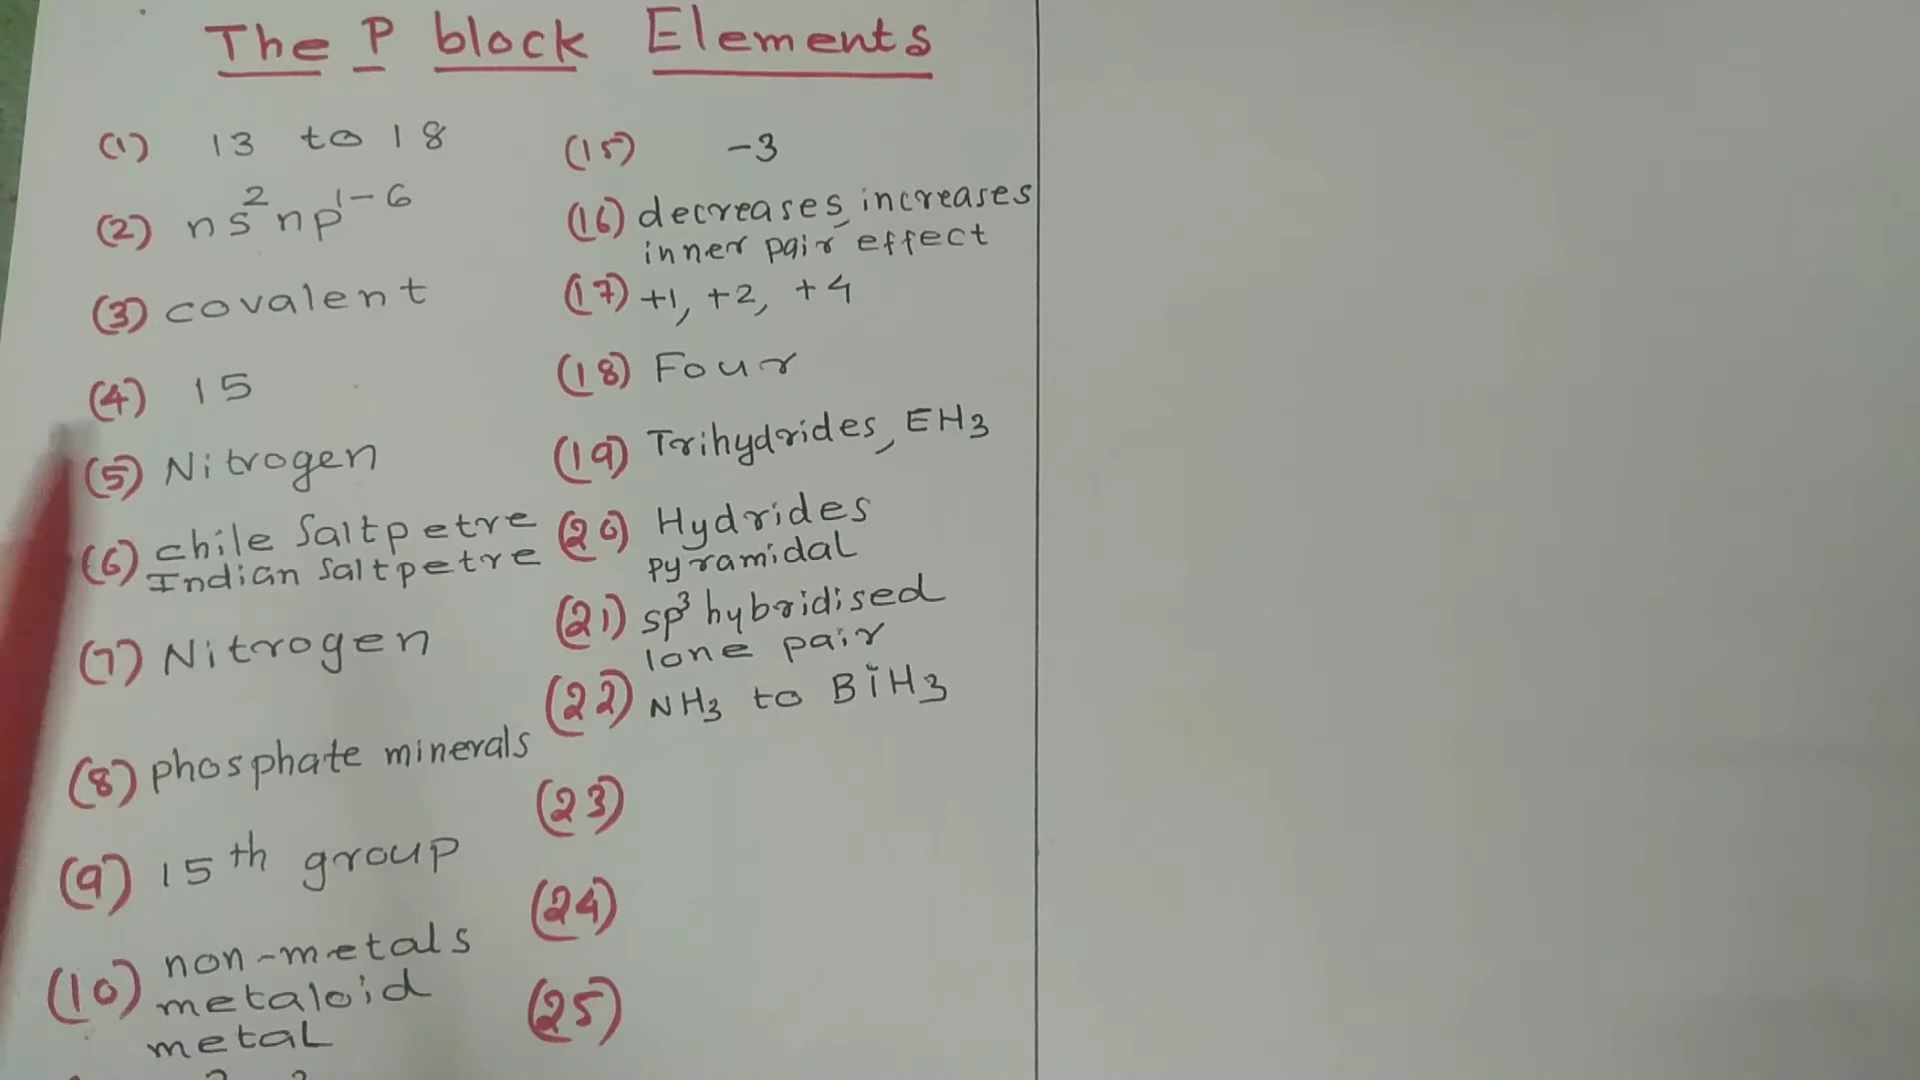 The P block Elements
(1) 13 to 18
(2) ns²np¹⁻⁶
(3) covalent
(4) 15
(5) Nitrogen
(6) chile Saltpetre
Indian Saltpetre
(7) Nitrogen
(8) phosphate minerals
(9) 15th group
(10) non-metals
metaloid
metal
(15) -3
(16) decreases, increases
inner pair effect
(17) +1, +2, +4
(18) Four
(19) Trihydrides, EH3
(20) Hydrides
pyramidal
(21) sp³ hybridised
lone pair
(22) NH3 to BiH3
(23)
(24)
(25)